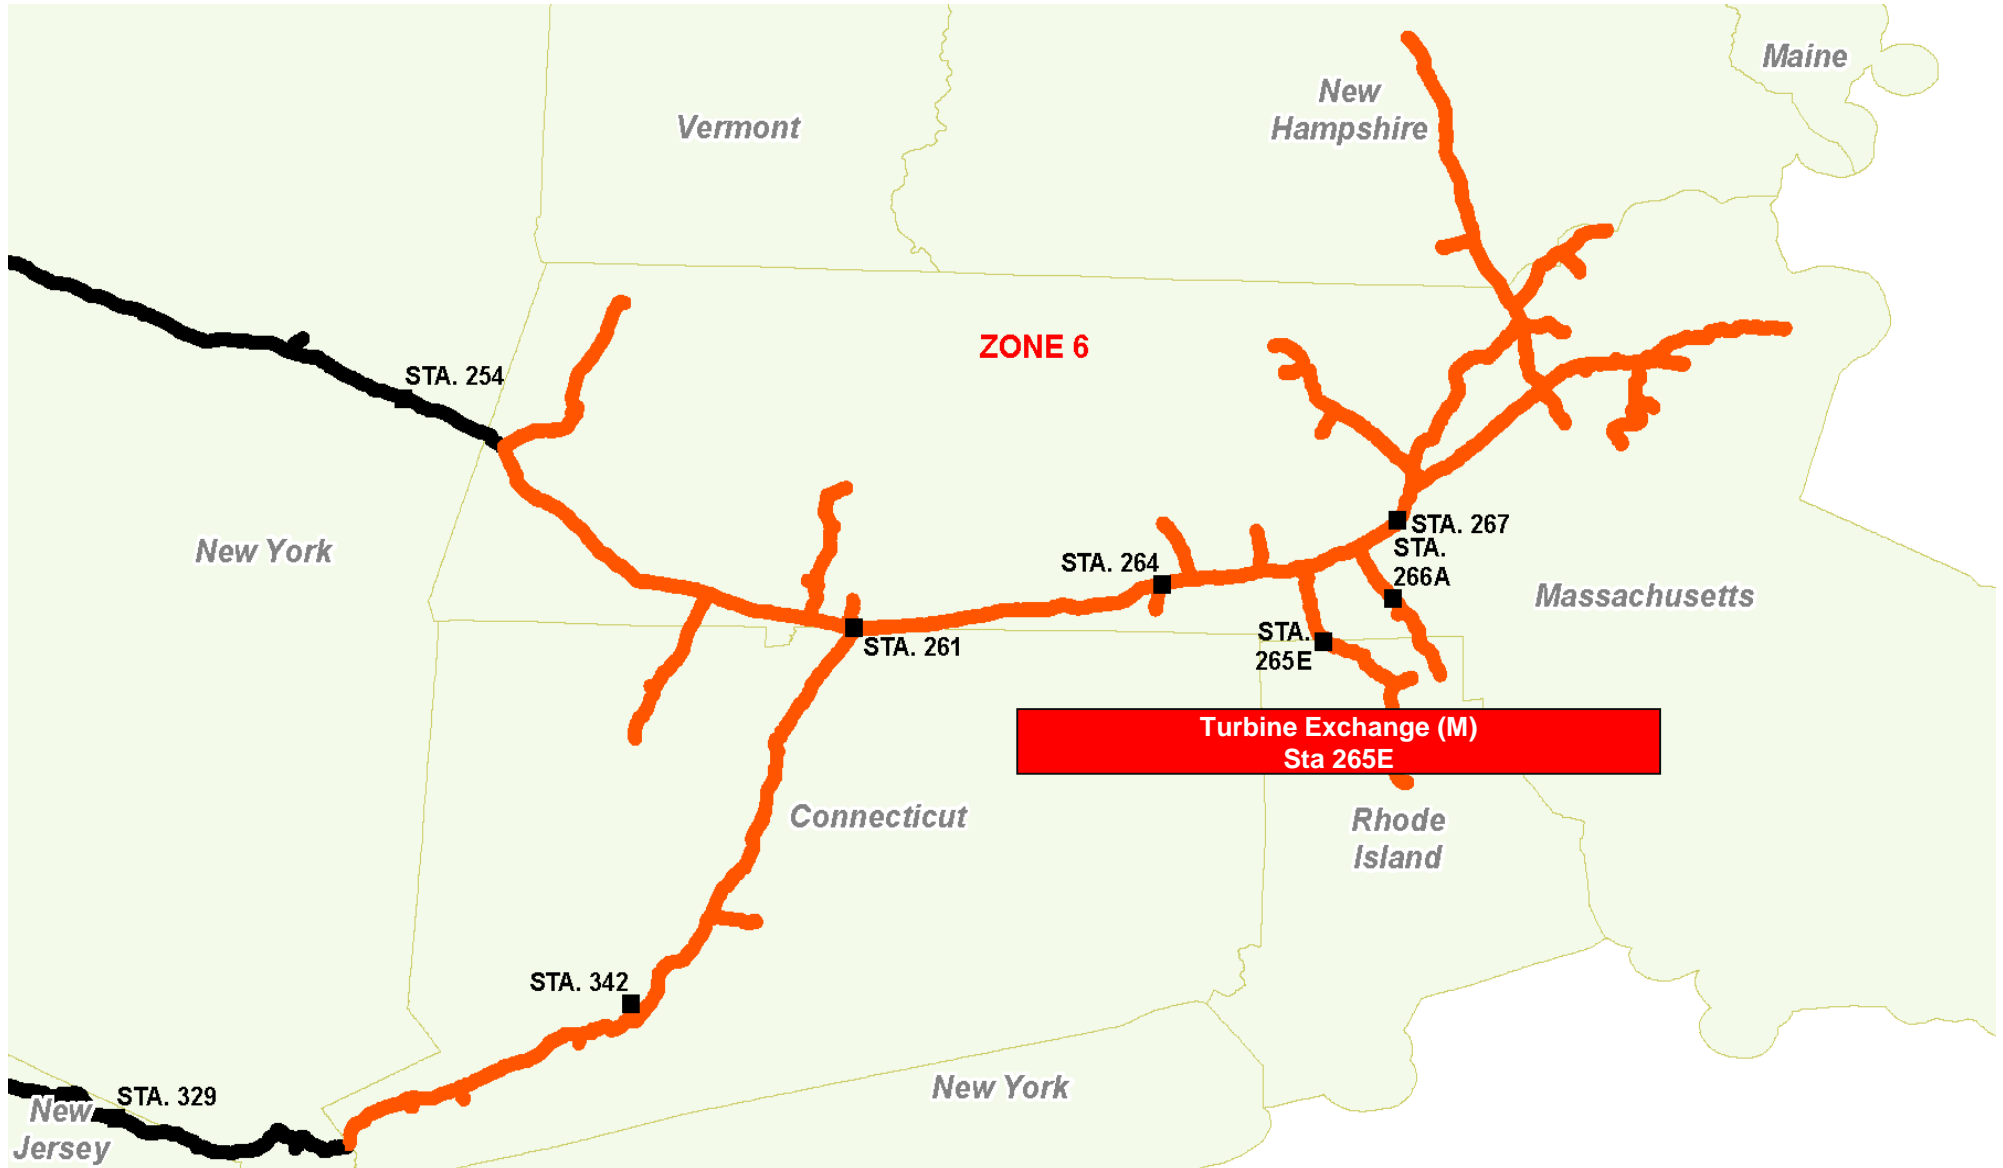 Maine
New
Hampshire
Vermont
ZONE 6
STA. 254
STA. 267
New York
STA.
266A
STA. 264
Massachusetts
STA.
265E
STA. 261
Turbine Exchange (M)
Sta 265E
Connecticut
Rhode
Island
STA. 342
New York
STA. 329
New
Jersey